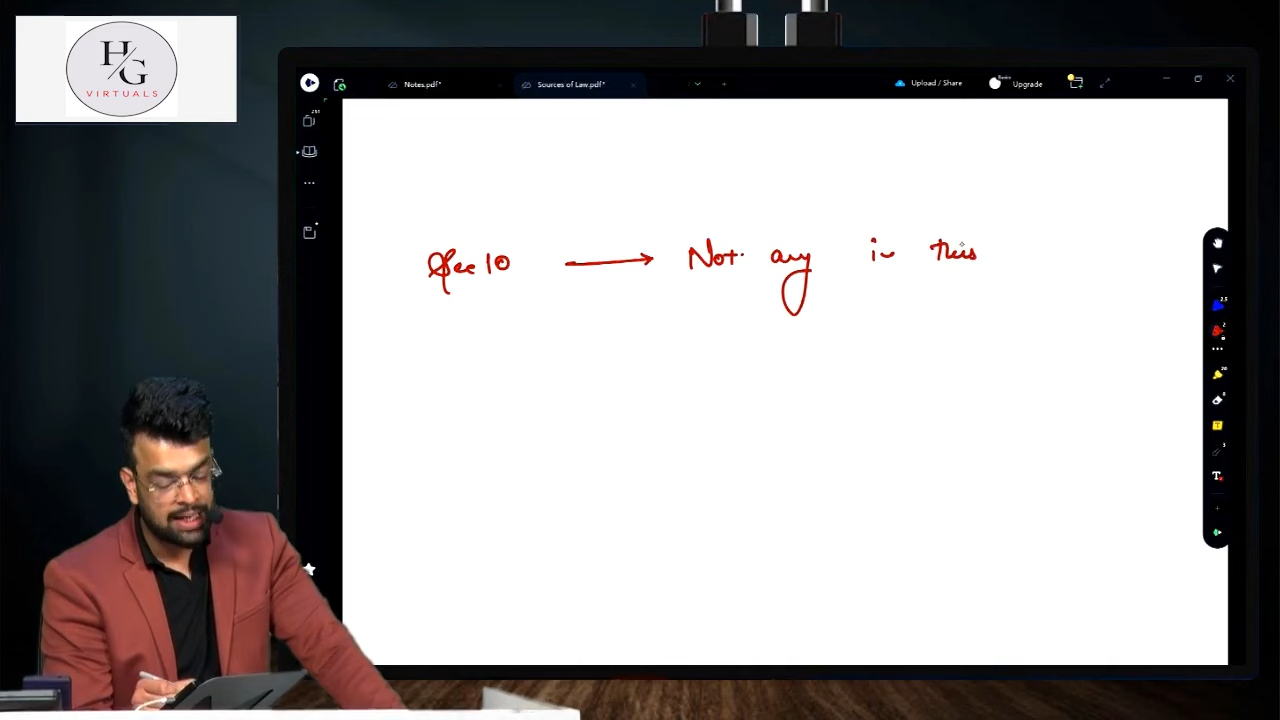 H/G
VIRTUALS
Notes.pdf*
Sources of Law.pdf*
Upload / Share
Upgrade
Sec 10 → Not any in this